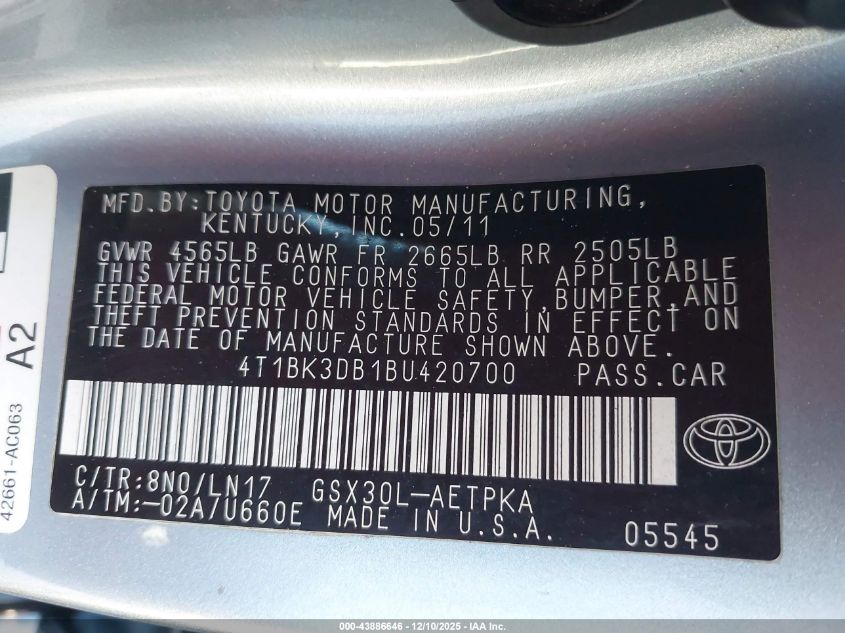 MFD.BY:TOYOTA MOTOR MANUFACTURING,
KENTUCKY,INC.05/11
GVWR 4565LB GAWR FR 2665LB RR 2505LB
THIS VEHICLE CONFORMS TO ALL APPLICABLE
FEDERAL MOTOR VEHICLE SAFETY,BUMPER,AND
THEFT PREVENTION STANDARDS IN EFFECT ON
THE DATE OF MANUFACTURE SHOWN ABOVE.
4T1BK3DB1BU420700 PASS.CAR
C/TR:8N0/LN17 GSX30L-AETPKA
A/TM:-02A/U660E MADE IN U.S.A.
05545
A2
42661-AC063
000-43886646 - 12/10/2025 - IAA Inc.